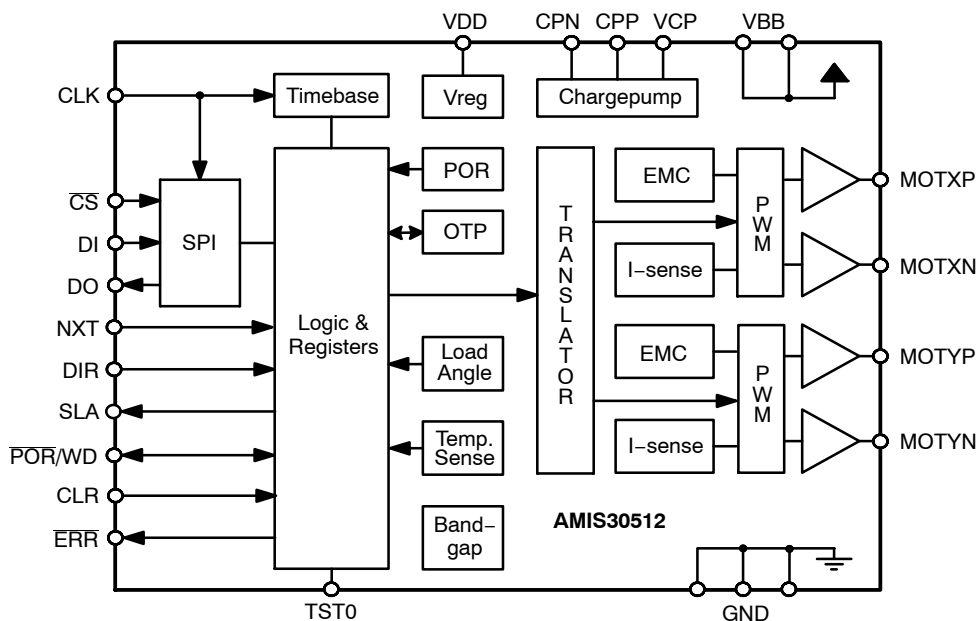 VDD
CPN CPP VCP
VBB
CLK
Timebase
Vreg
Chargepump
CS
DI
DO
SPI
NXT
DIR
SLA
POR/WD
CLR
ERR
Logic &
Registers
POR
OTP
Load
Angle
Temp.
Sense
Band−
gap
TRANSLATOR
EMC
I−sense
PWM
EMC
I−sense
PWM
MOTXP
MOTXN
MOTYP
MOTYN
AMIS30512
TST0
GND